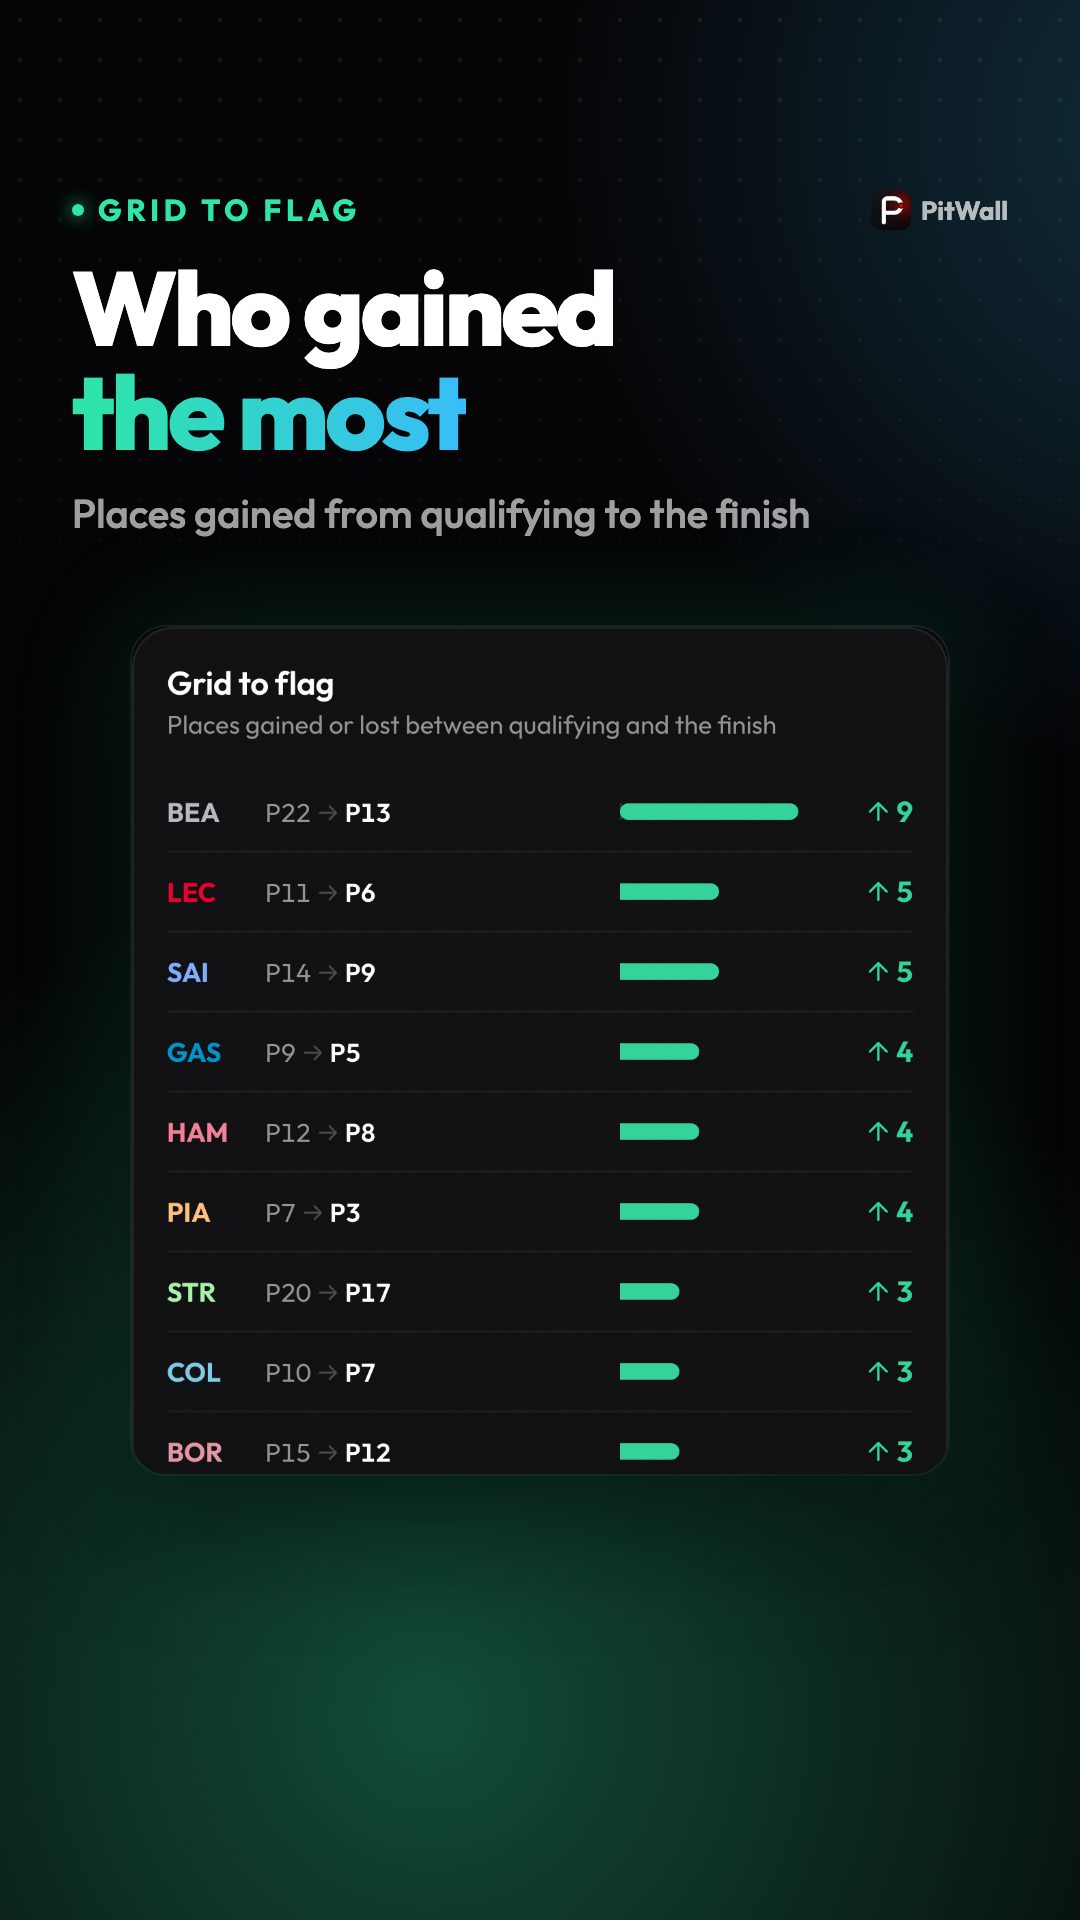 GRID TO FLAG
PitWall
Who gained
the most
Places gained from qualifying to the finish
Grid to flag
Places gained or lost between qualifying and the finish
BEA P22 → P13 ↑ 9
LEC P11 → P6 ↑ 5
SAI P14 → P9 ↑ 5
GAS P9 → P5 ↑ 4
HAM P12 → P8 ↑ 4
PIA P7 → P3 ↑ 4
STR P20 → P17 ↑ 3
COL P10 → P7 ↑ 3
BOR P15 → P12 ↑ 3